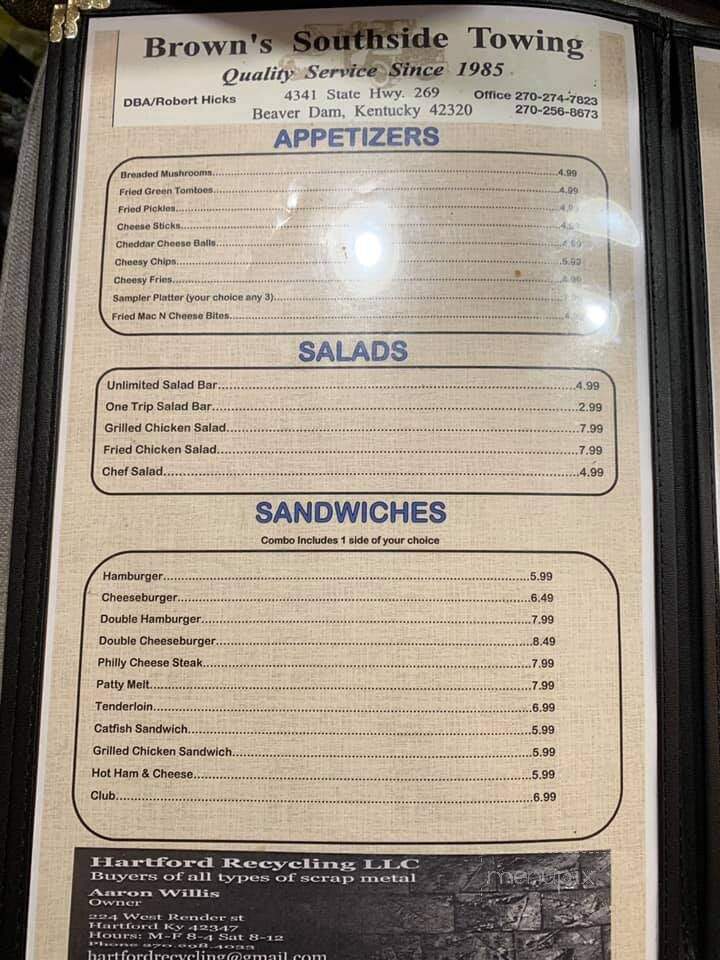 Brown's Southside Towing
Quality Service Since 1985
DBA/Robert Hicks
4341 State Hwy. 269
Beaver Dam, Kentucky 42320
Office 270-274-7823
270-256-8673
APPETIZERS
Breaded Mushrooms 4.99
Fried Green Tomtoes 4.99
Fried Pickles
Cheese Sticks
Cheddar Cheese Balls
Cheesy Chips
Cheesy Fries
Sampler Platter (your choice any 3)
Fried Mac N Cheese Bites
SALADS
Unlimited Salad Bar 4.99
One Trip Salad Bar 2.99
Grilled Chicken Salad 7.99
Fried Chicken Salad 7.99
Chef Salad 4.99
SANDWICHES
Combo Includes 1 side of your choice
Hamburger 5.99
Cheeseburger 6.49
Double Hamburger 7.99
Double Cheeseburger 8.49
Philly Cheese Steak 7.99
Patty Melt 7.99
Tenderloin 6.99
Catfish Sandwich 5.99
Grilled Chicken Sandwich 5.99
Hot Ham & Cheese 5.99
Club 6.99
Hartford Recycling LLC
Buyers of all types of scrap metal
Aaron Willis
Owner
224 West Render st
Hartford Ky 42347
Hours: M-F 8-4 Sat 8-12
Phone 270.298.4033
hartfordrecycling@gmail.com
menupix